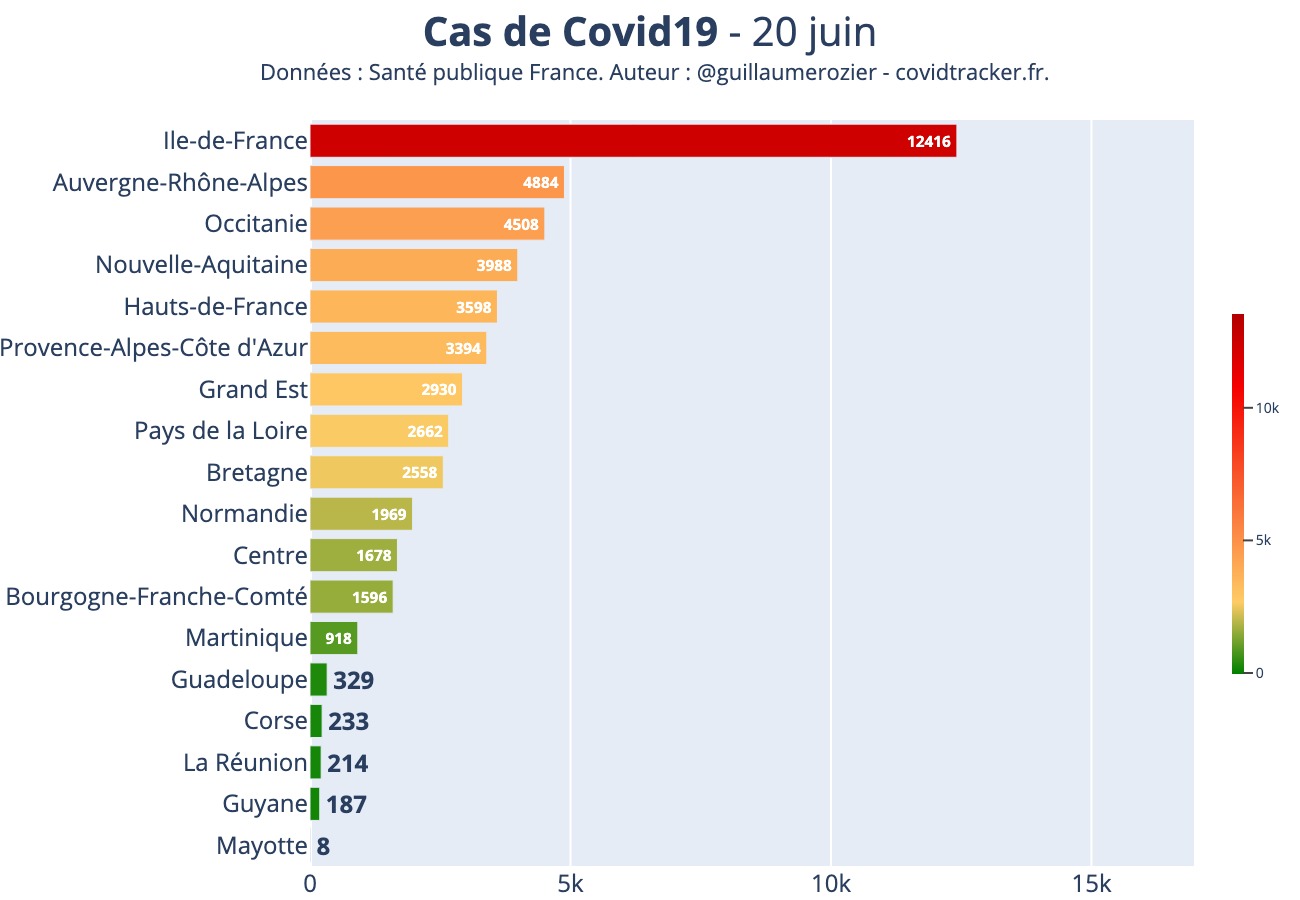 Cas de Covid19 - 20 juin
Données : Santé publique France. Auteur : @guillaumerozier - covidtracker.fr.
Ile-de-France 12416
Auvergne-Rhône-Alpes 4884
Occitanie 4508
Nouvelle-Aquitaine 3988
Hauts-de-France 3598
Provence-Alpes-Côte d'Azur 3394
Grand Est 2930
Pays de la Loire 2662
Bretagne 2558
Normandie 1969
Centre 1678
Bourgogne-Franche-Comté 1596
Martinique 918
Guadeloupe 329
Corse 233
La Réunion 214
Guyane 187
Mayotte 8
0 5k 10k 15k
10k
5k
0